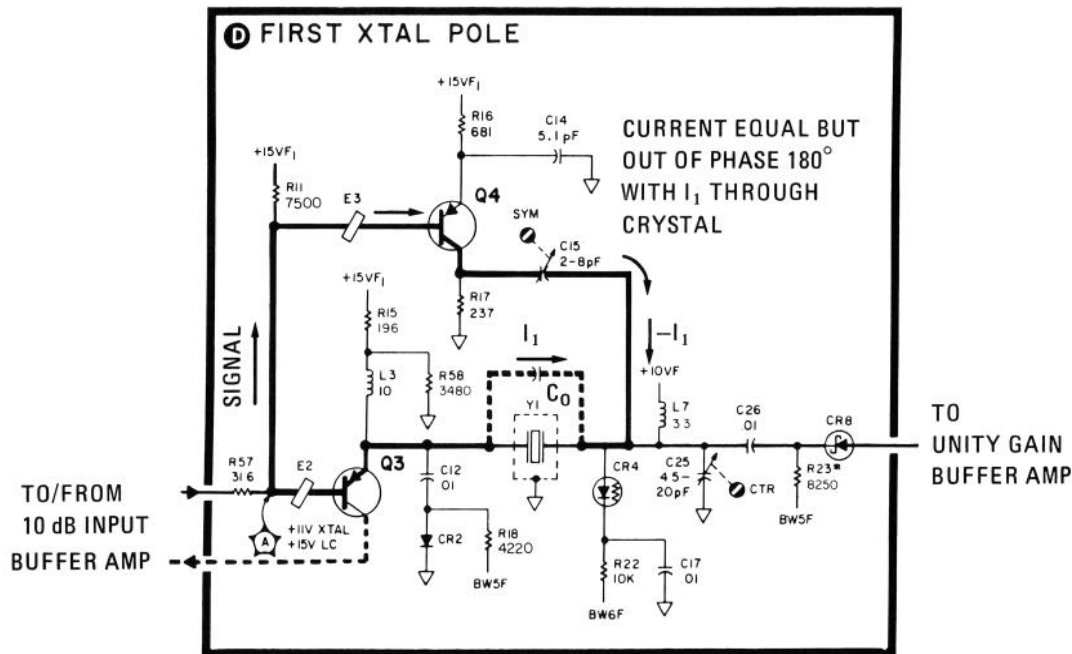 D FIRST XTAL POLE
+15VF1
R16
681
C14
5.1pF
CURRENT EQUAL BUT
OUT OF PHASE 180°
WITH I1 THROUGH
CRYSTAL
+15VF1
R11
7500
E3
Q4
SYM
C15
2-8pF
+15VF1
R15
196
R17
237
I1
-I1
+10VF
SIGNAL
L3
10
R58
3480
C0
Y1
L7
33
C26
.01
CR8
TO
UNITY GAIN
BUFFER AMP
R57
31.6
E2
Q3
C12
.01
CR4
C25
4.5-
20pF
CTR
R23*
8250
BW5F
TO/FROM
10 dB INPUT
BUFFER AMP
A
+11V XTAL
+15V LC
CR2
R18
4220
BW5F
R22
10K
C17
.01
BW6F